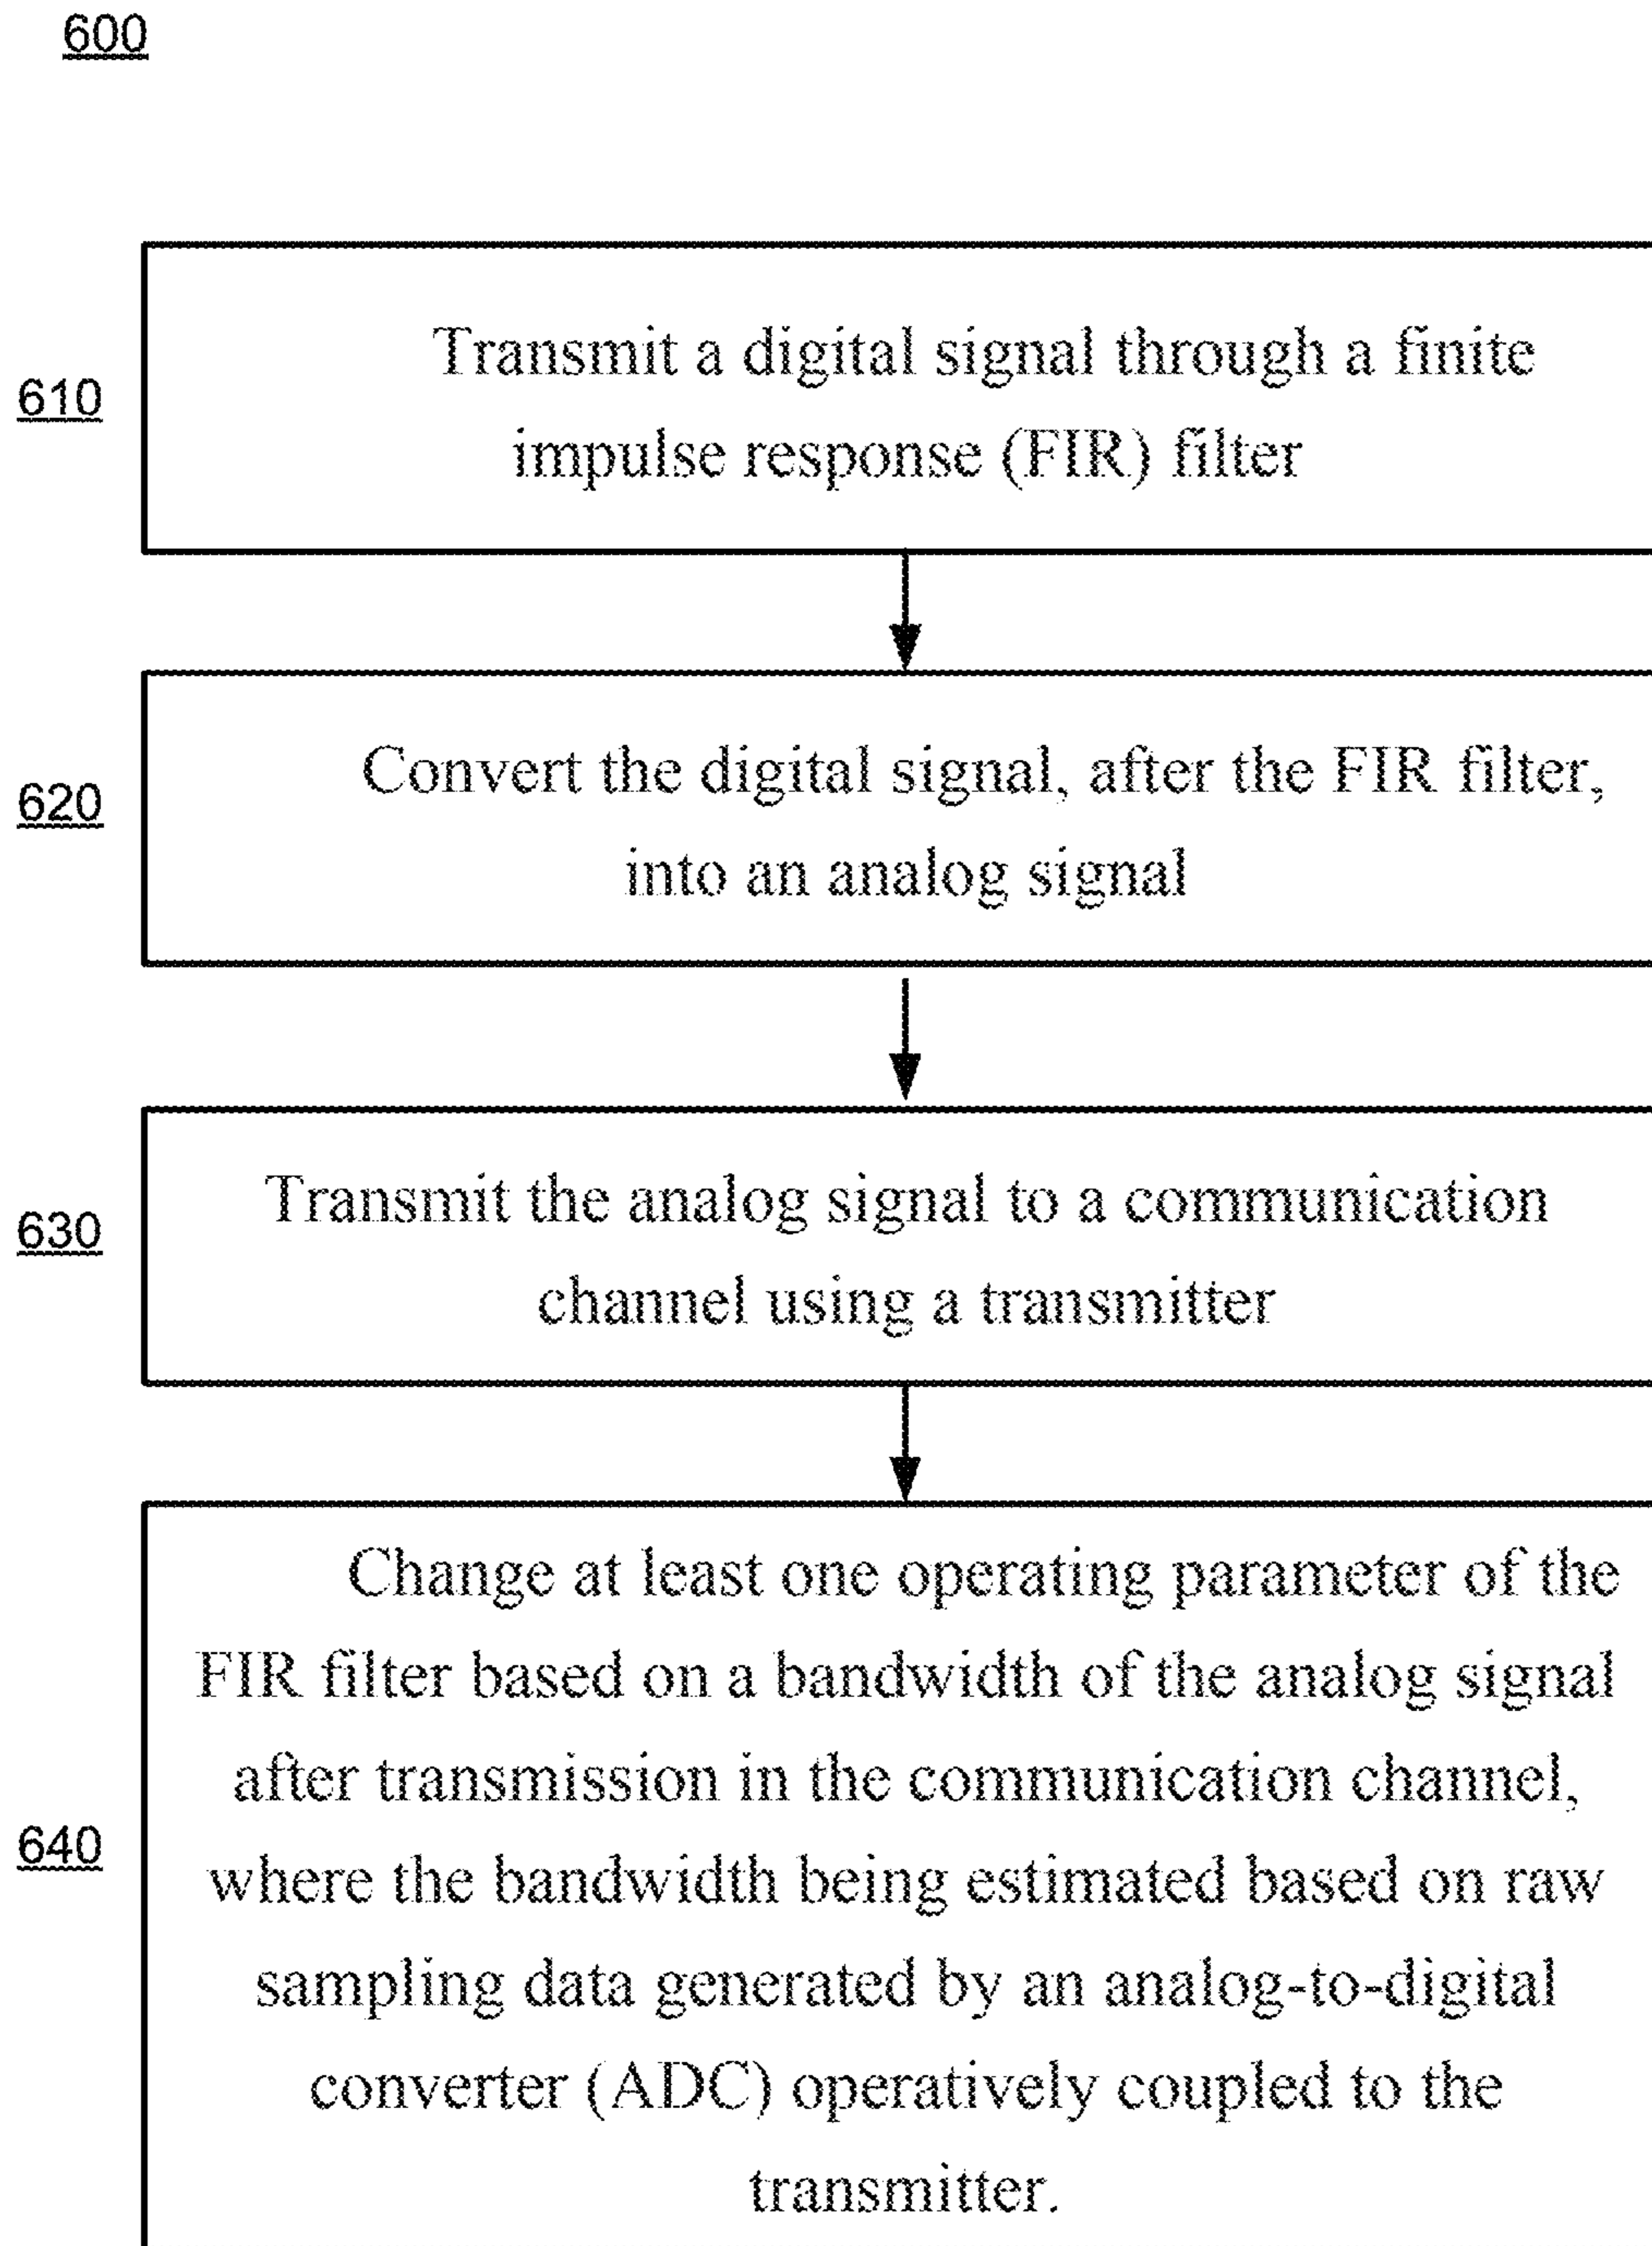 600
610
Transmit a digital signal through a finite
impulse response (FIR) filter
620
Convert the digital signal, after the FIR filter,
into an analog signal
630
Transmit the analog signal to a communication
channel using a transmitter
640
Change at least one operating parameter of the
FIR filter based on a bandwidth of the analog signal
after transmission in the communication channel,
where the bandwidth being estimated based on raw
sampling data generated by an analog-to-digital
converter (ADC) operatively coupled to the
transmitter.